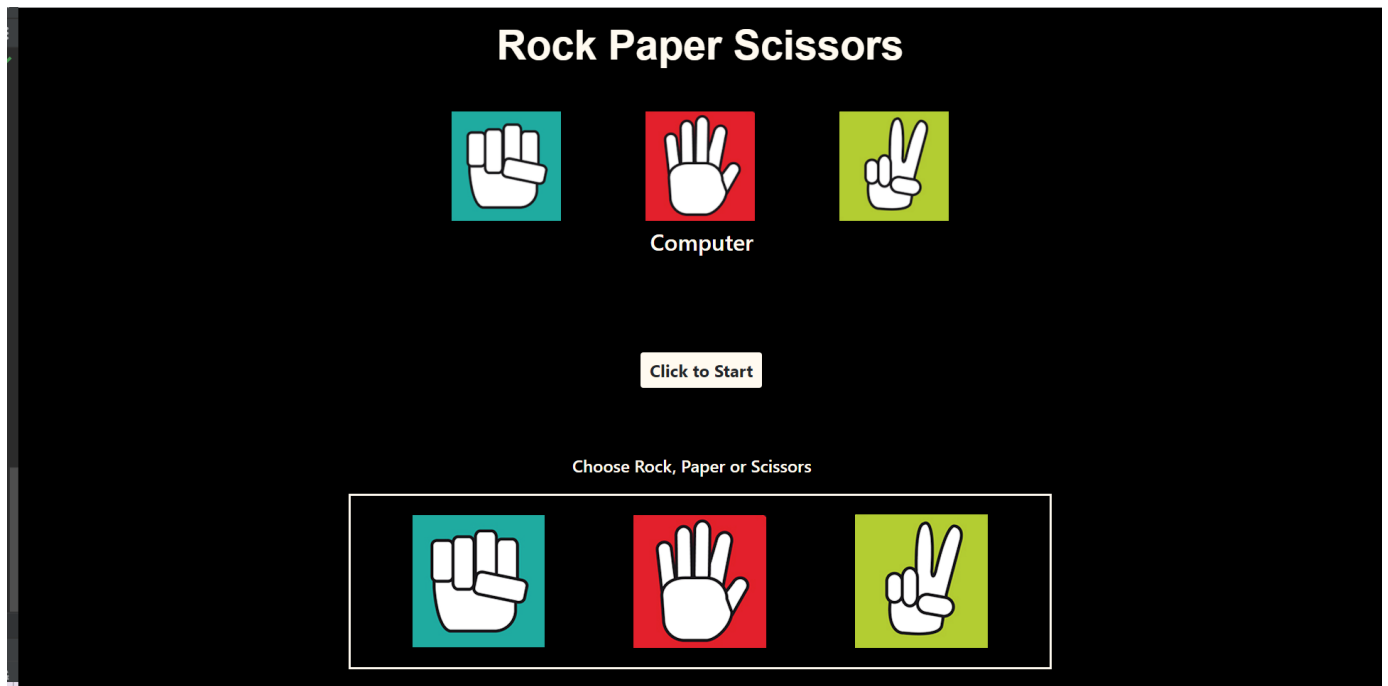 Rock Paper Scissors
Computer
Click to Start
Choose Rock, Paper or Scissors